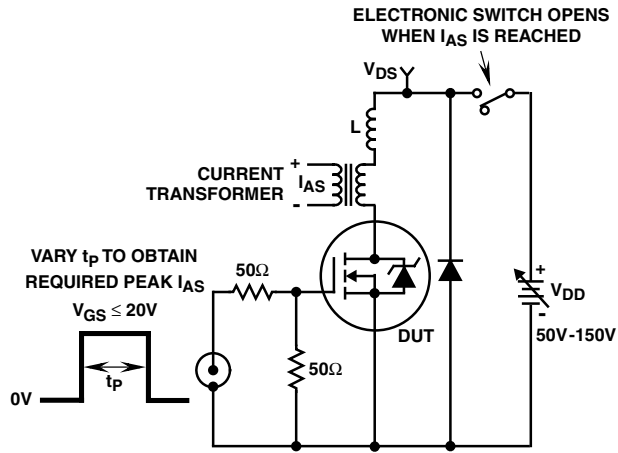 ELECTRONIC SWITCH OPENS
WHEN IAS IS REACHED
VDS
L
CURRENT
TRANSFORMER
+
IAS
-
VARY tP TO OBTAIN
REQUIRED PEAK IAS
VGS ≤ 20V
50Ω
DUT
+
VDD
-
50V-150V
0V
tP
50Ω